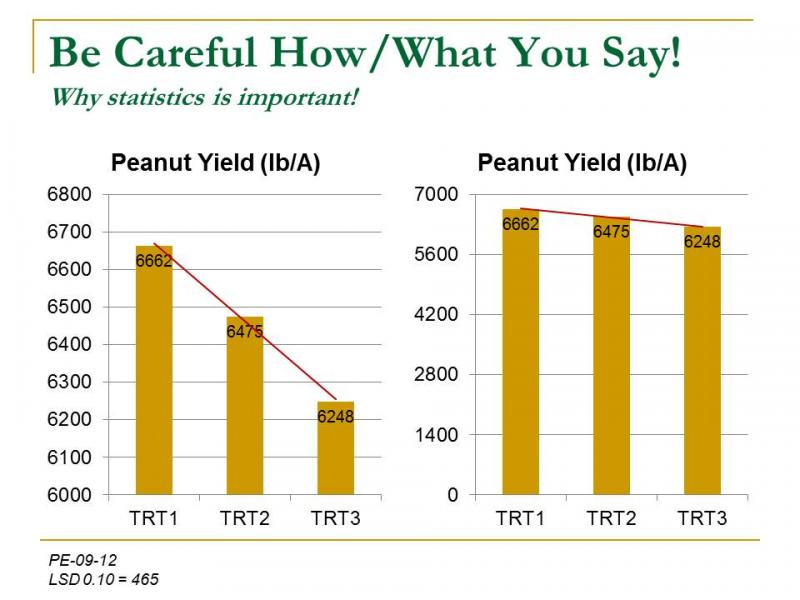 Be Careful How/What You Say!
Why statistics is important!
Peanut Yield (lb/A)
6800
6700
6600
6500
6400
6300
6200
6100
6000
6662
6475
6248
TRT1 TRT2 TRT3
Peanut Yield (lb/A)
7000
5600
4200
2800
1400
0
6662
6475
6248
TRT1 TRT2 TRT3
PE-09-12
LSD 0.10 = 465